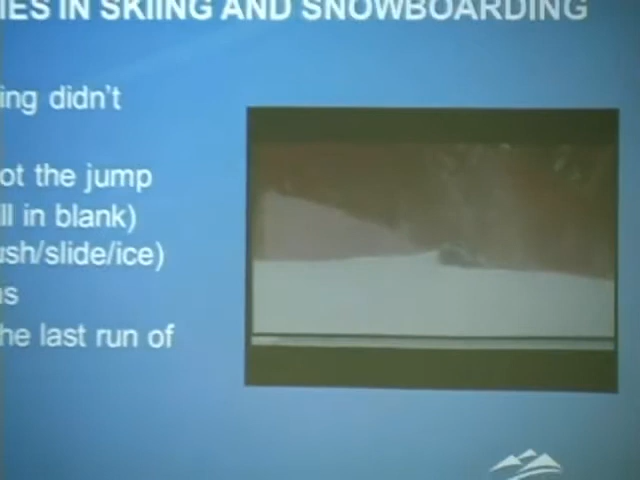 IES IN SKIING AND SNOWBOARDING
ing didn't
ot the jump
ll in blank)
ush/slide/ice)
ns
he last run of